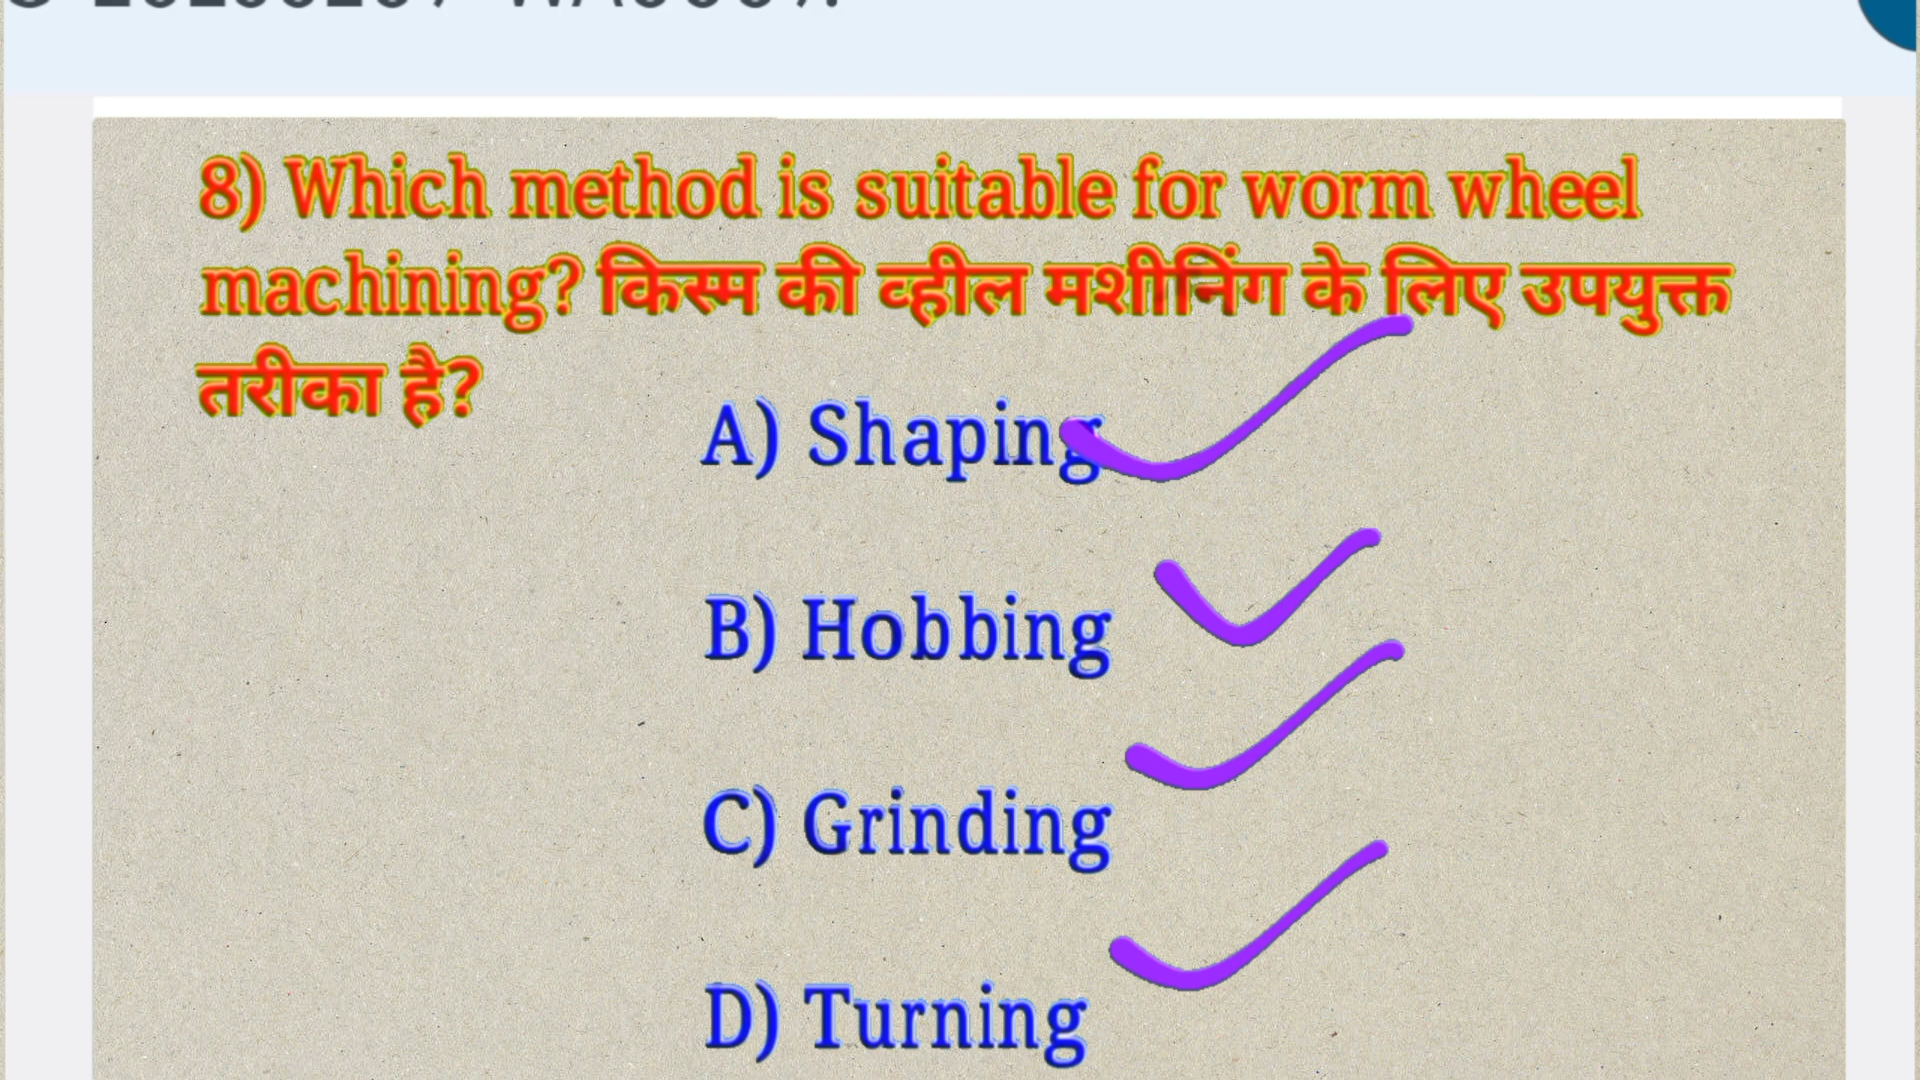 8) Which method is suitable for worm wheel
machining? किस्म की व्हील मशीनिंग के लिए उपयुक्त
तरीका है?
A) Shaping
B) Hobbing
C) Grinding
D) Turning